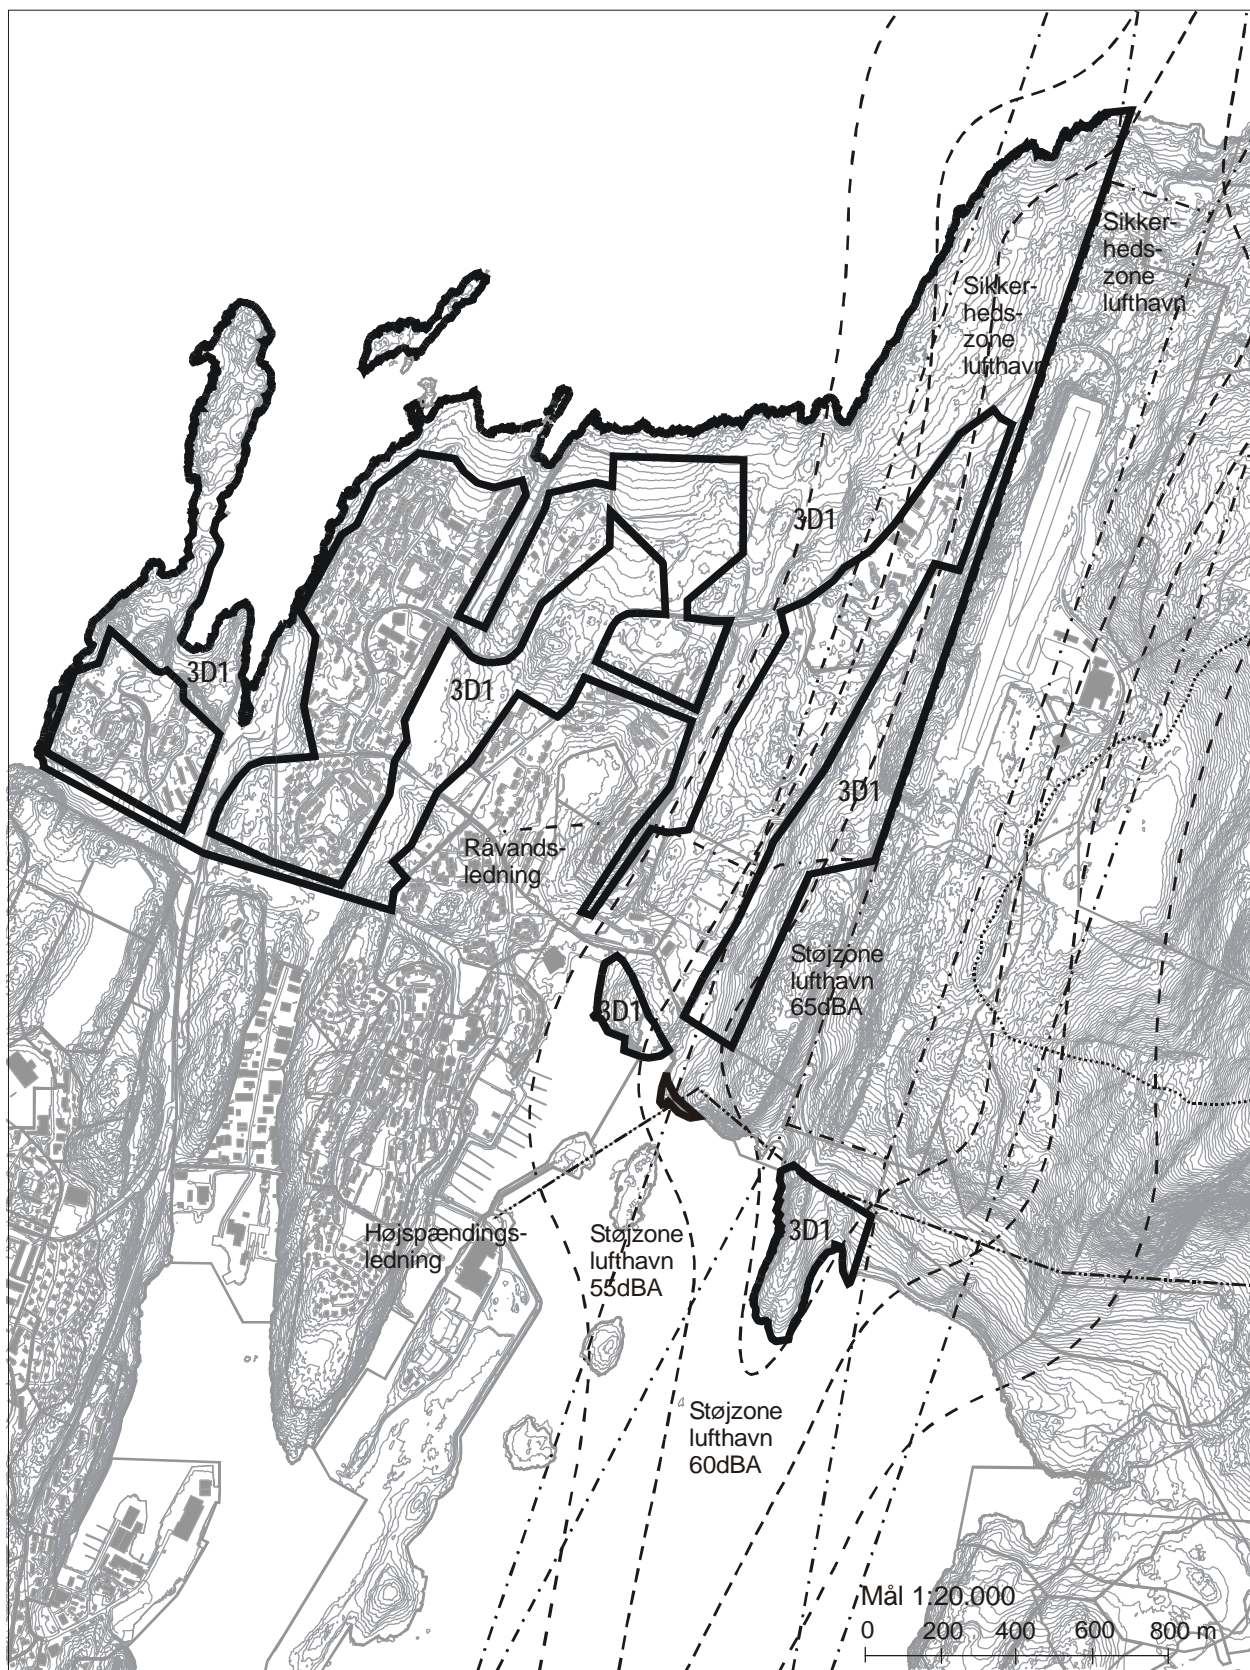 Sikker-
heds-
zone
lufthavn
Sikker-
heds-
zone
lufthavn
3D1
3D1
3D1
3D1
Råvands-
ledning
Støjzone
lufthavn
65dBA
3D1
Højspændings-
ledning
Støjzone
lufthavn
55dBA
3D1
Støjzone
lufthavn
60dBA
Mål 1:20.000
0 200 400 600 800 m